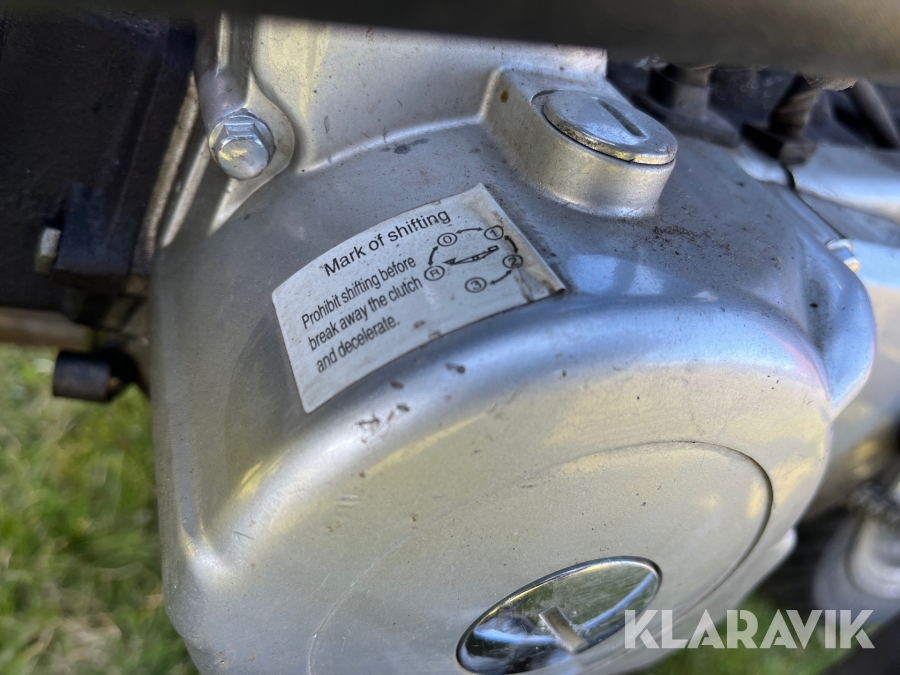 Mark of shifting
Prohibit shifting before
break away the clutch
and decelerate.
0 1
R 2
3
KLARAVIK